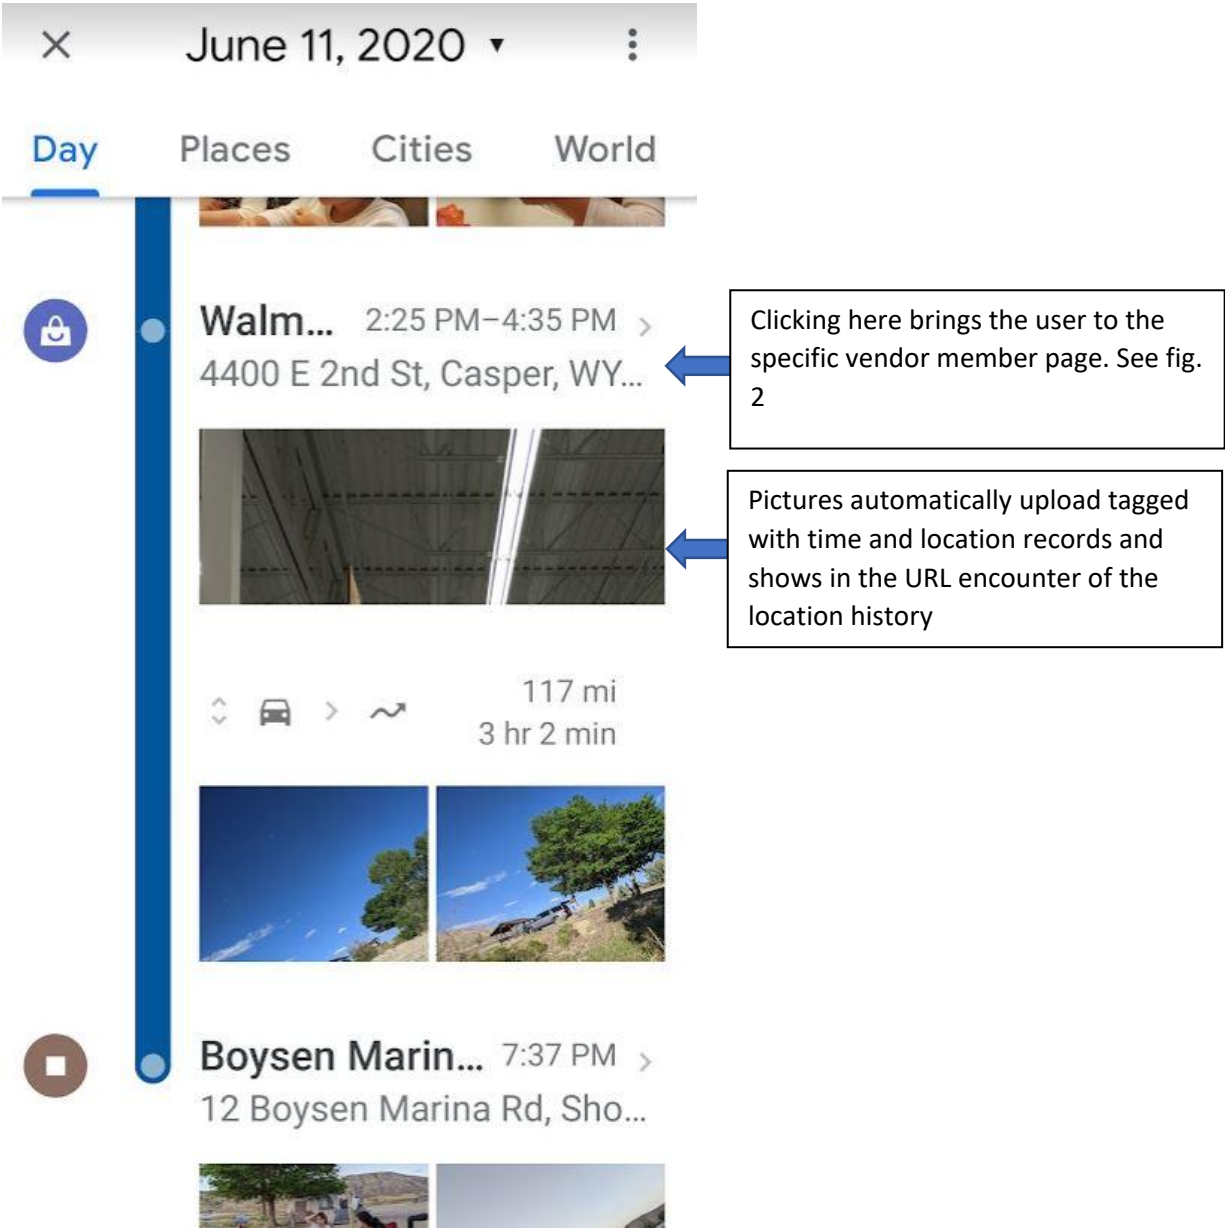 June 11, 2020
Day Places Cities World
Walm... 2:25 PM–4:35 PM
4400 E 2nd St, Casper, WY...
Clicking here brings the user to the
specific vendor member page. See fig.
2
Pictures automatically upload tagged
with time and location records and
shows in the URL encounter of the
location history
117 mi
3 hr 2 min
Boysen Marin... 7:37 PM
12 Boysen Marina Rd, Sho...